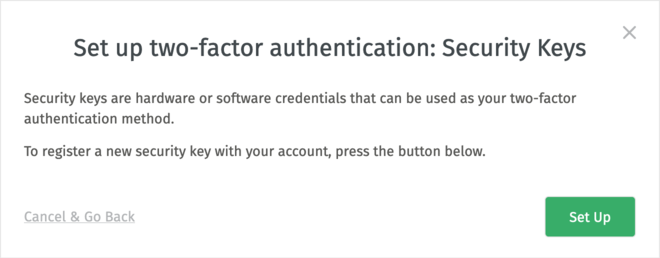 Set up two-factor authentication: Security Keys
Security keys are hardware or software credentials that can be used as your two-factor
authentication method.
To register a new security key with your account, press the button below.
Cancel & Go Back
Set Up